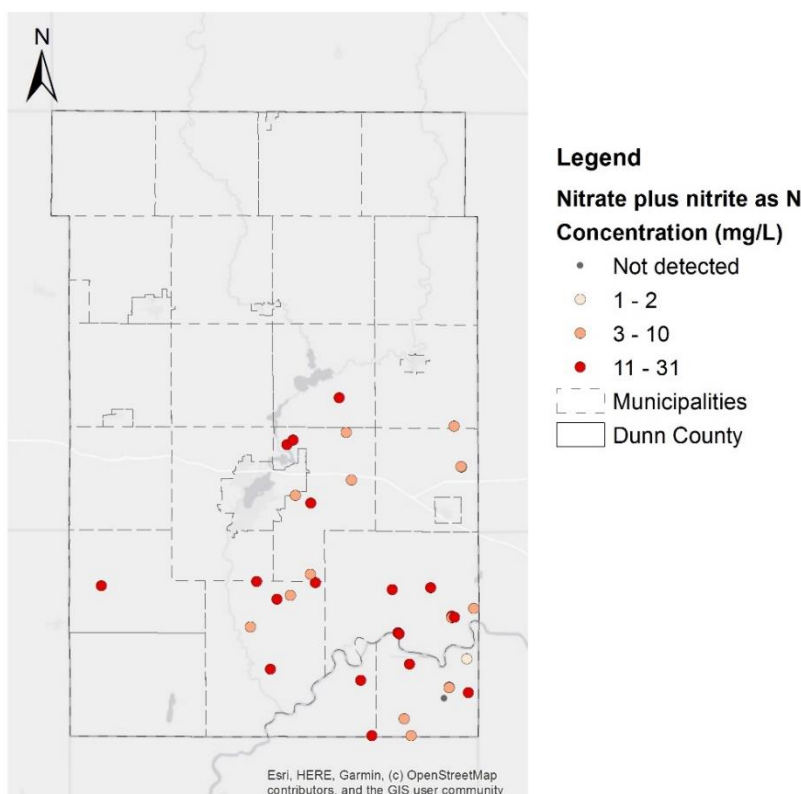 N
Legend
Nitrate plus nitrite as N
Concentration (mg/L)
Not detected
1 - 2
3 - 10
11 - 31
Municipalities
Dunn County
Esri, HERE, Garmin, (c) OpenStreetMap
contributors, and the GIS user community